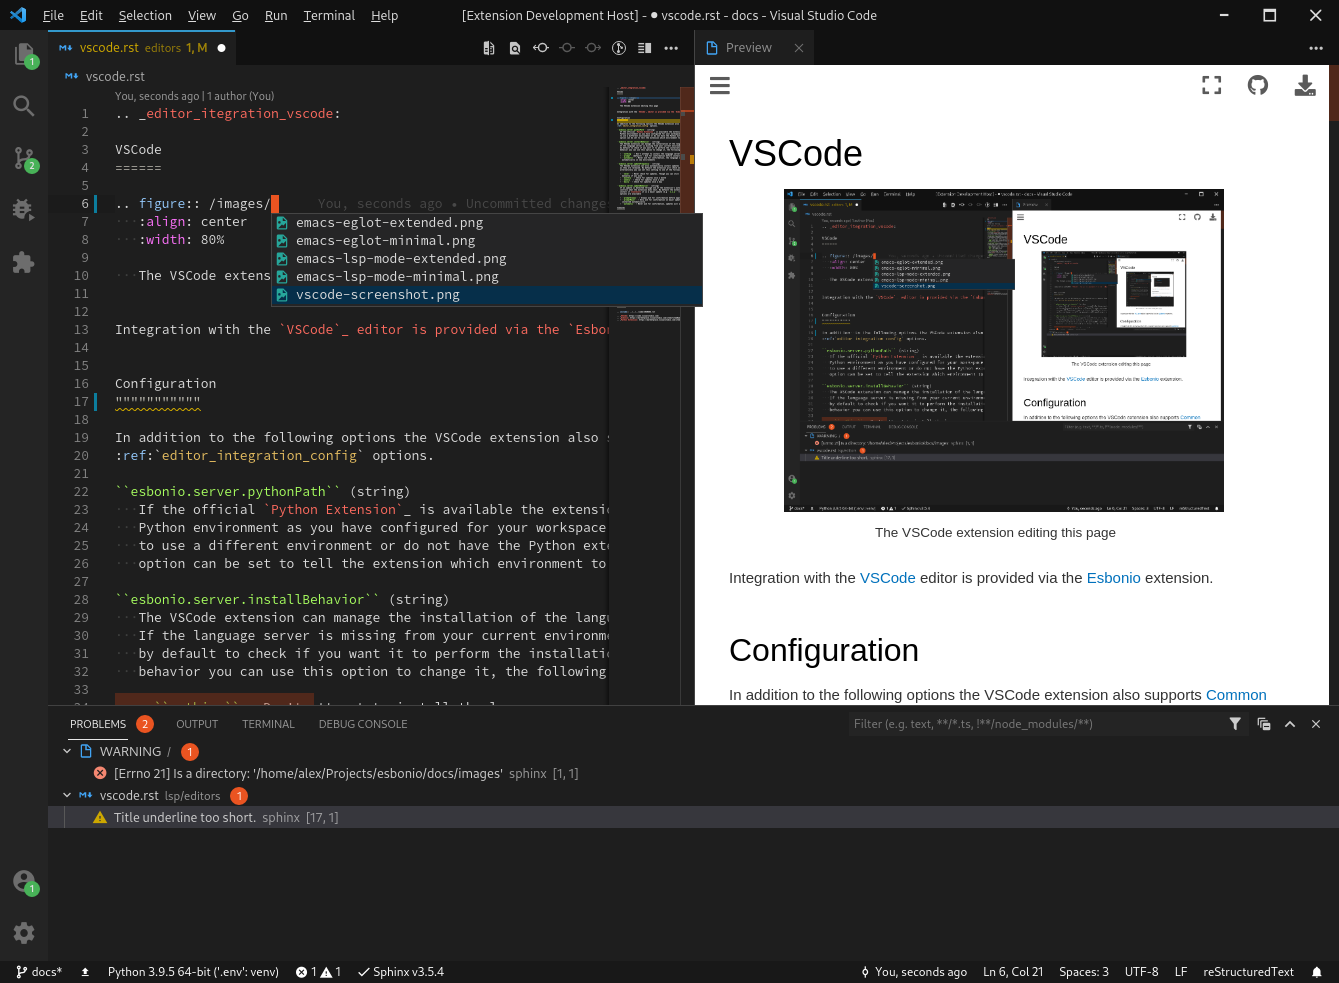 File Edit Selection View Go Run Terminal Help [Extension Development Host] - ● vscode.rst - docs - Visual Studio Code
vscode.rst editors 1, M ●
Preview
vscode.rst
You, seconds ago | 1 author (You)
1 .. _editor_itegration_vscode:
2
3 VSCode
4 ======
5
6 .. figure:: /images/ You, seconds ago • Uncommitted changes
7 :align: center
8 :width: 80%
9
10 The VSCode extens
11
12
13 Integration with the `VSCode`_ editor is provided via the `Esbon
14
15
16 Configuration
17 """""""""""
18
19 In addition to the following options the VSCode extension also s
20 :ref:`editor_integration_config` options.
21
22 ``esbonio.server.pythonPath`` (string)
23 If the official `Python Extension`_ is available the extensio
24 Python environment as you have configured for your workspace
25 to use a different environment or do not have the Python exte
26 option can be set to tell the extension which environment to
27
28 ``esbonio.server.installBehavior`` (string)
29 The VSCode extension can manage the installation of the langu
30 If the language server is missing from your current environme
31 by default to check if you want it to perform the installatio
32 behavior you can use this option to change it, the following
33
emacs-eglot-extended.png
emacs-eglot-minimal.png
emacs-lsp-mode-extended.png
emacs-lsp-mode-minimal.png
vscode-screenshot.png
VSCode
The VSCode extension editing this page
Integration with the VSCode editor is provided via the Esbonio extension.
Configuration
In addition to the following options the VSCode extension also supports Common
PROBLEMS 2 OUTPUT TERMINAL DEBUG CONSOLE Filter (e.g. text, **/*.ts, !**/node_modules/**)
WARNING / 1
[Errno 21] Is a directory: '/home/alex/Projects/esbonio/docs/images' sphinx [1, 1]
vscode.rst lsp/editors 1
Title underline too short. sphinx [17, 1]
1
2
1
docs* Python 3.9.5 64-bit ('.env': venv) 1 1 Sphinx v3.5.4 You, seconds ago Ln 6, Col 21 Spaces: 3 UTF-8 LF reStructuredText